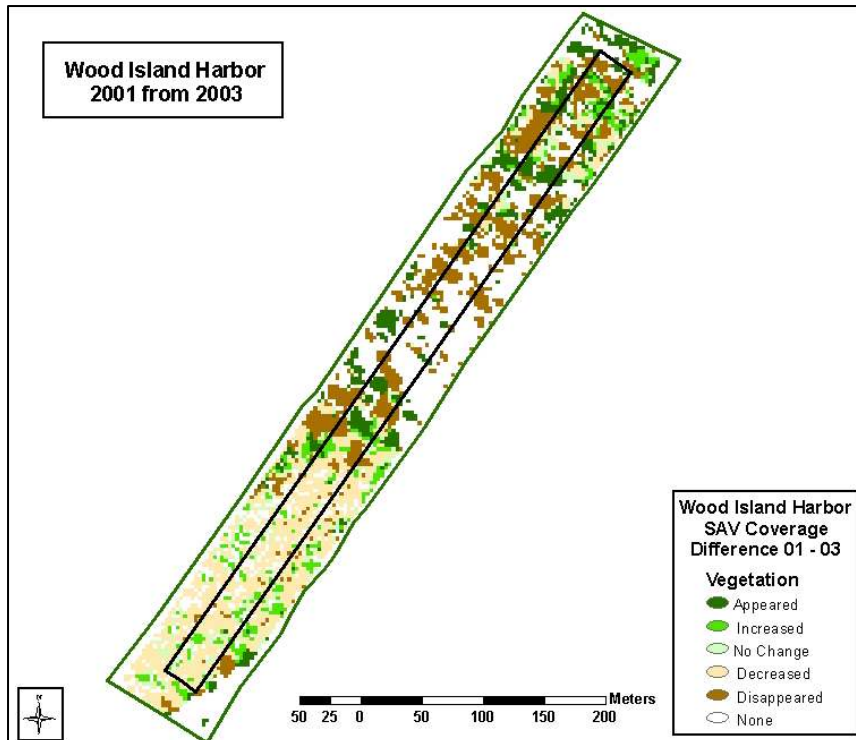 Wood Island Harbor
2001 from 2003
Wood Island Harbor
SAV Coverage
Difference 01 - 03
Vegetation
Appeared
Increased
No Change
Decreased
Disappeared
None
Meters
50 25 0 50 100 150 200